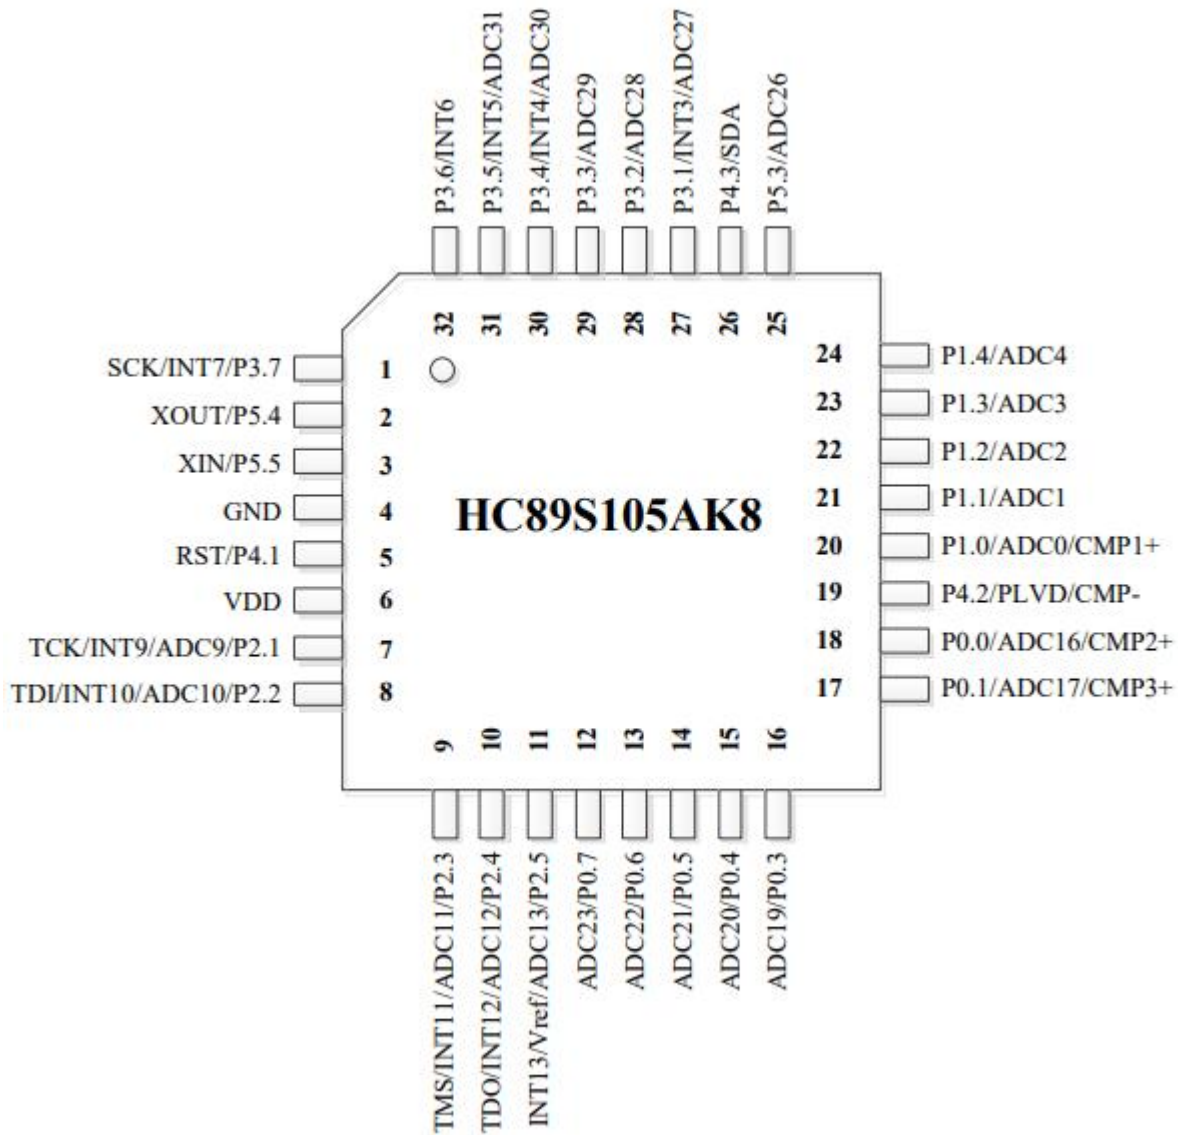 P3.6/INT6
P3.5/INT5/ADC31
P3.4/INT4/ADC30
P3.3/ADC29
P3.2/ADC28
P3.1/INT3/ADC27
P4.3/SDA
P5.3/ADC26
32
31
30
29
28
27
26
25
SCK/INT7/P3.7
1
XOUT/P5.4
2
XIN/P5.5
3
GND
4
RST/P4.1
5
VDD
6
TCK/INT9/ADC9/P2.1
7
TDI/INT10/ADC10/P2.2
8
HC89S105AK8
24
P1.4/ADC4
23
P1.3/ADC3
22
P1.2/ADC2
21
P1.1/ADC1
20
P1.0/ADC0/CMP1+
19
P4.2/PLVD/CMP-
18
P0.0/ADC16/CMP2+
17
P0.1/ADC17/CMP3+
9
10
11
12
13
14
15
16
TMS/INT11/ADC11/P2.3
TDO/INT12/ADC12/P2.4
INT13/Vref/ADC13/P2.5
ADC23/P0.7
ADC22/P0.6
ADC21/P0.5
ADC20/P0.4
ADC19/P0.3